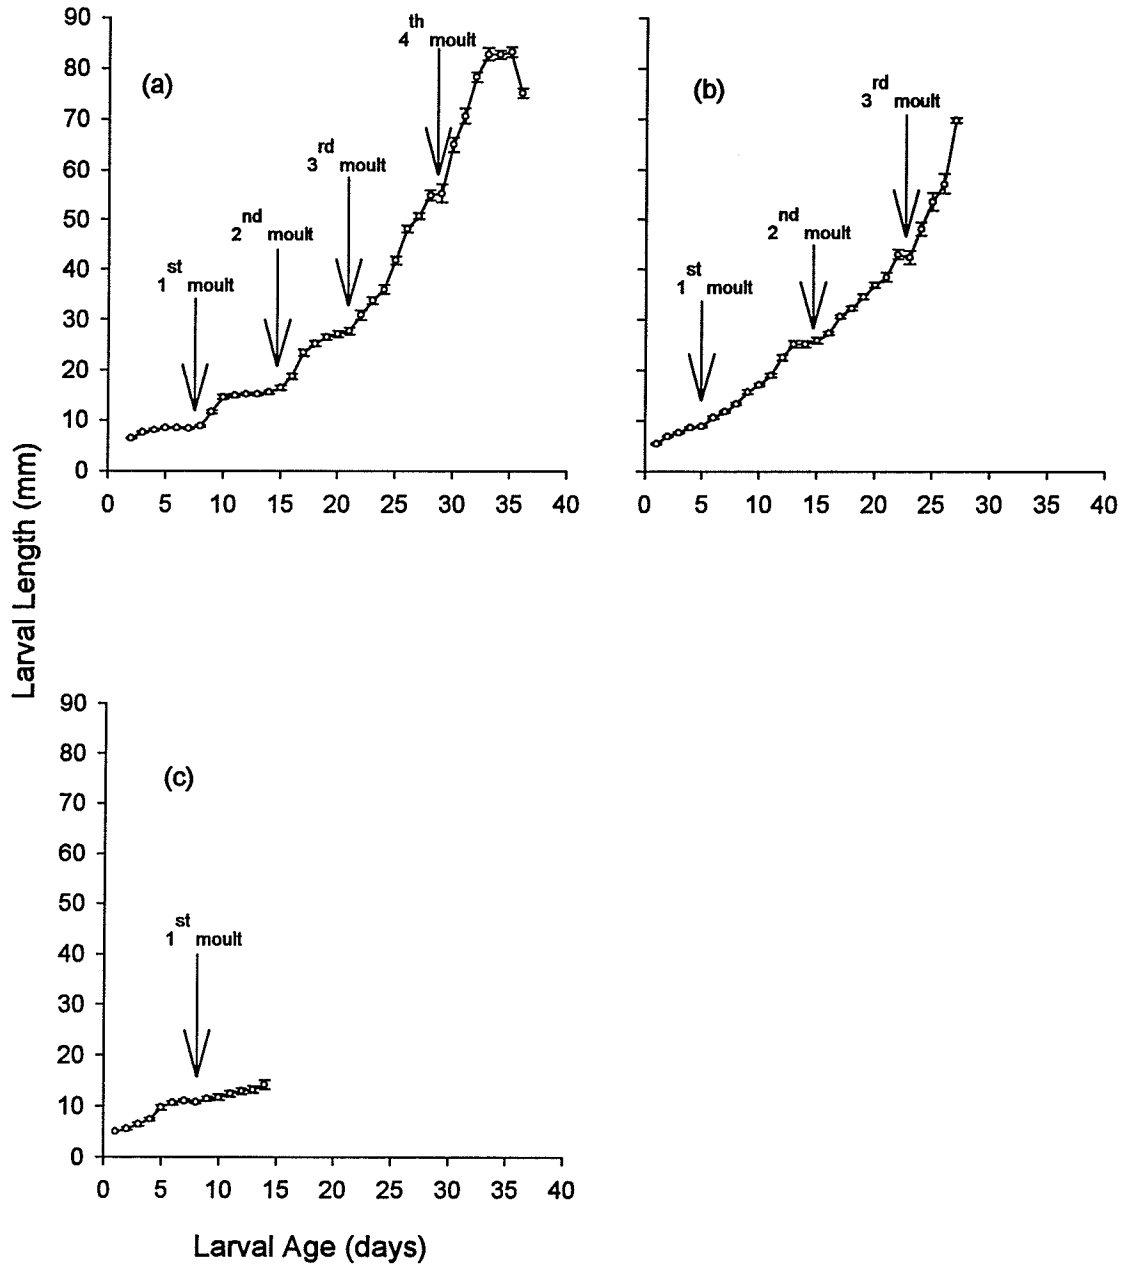 90
80
70
60
50
40
30
20
10
0
(a)
1st moult
2nd moult
3rd moult
4th moult
0 5 10 15 20 25 30 35 40
(b)
1st moult
2nd moult
3rd moult
0 5 10 15 20 25 30 35 40
Larval Length (mm)
90
80
70
60
50
40
30
20
10
0
(c)
1st moult
0 5 10 15 20 25 30 35 40
Larval Age (days)